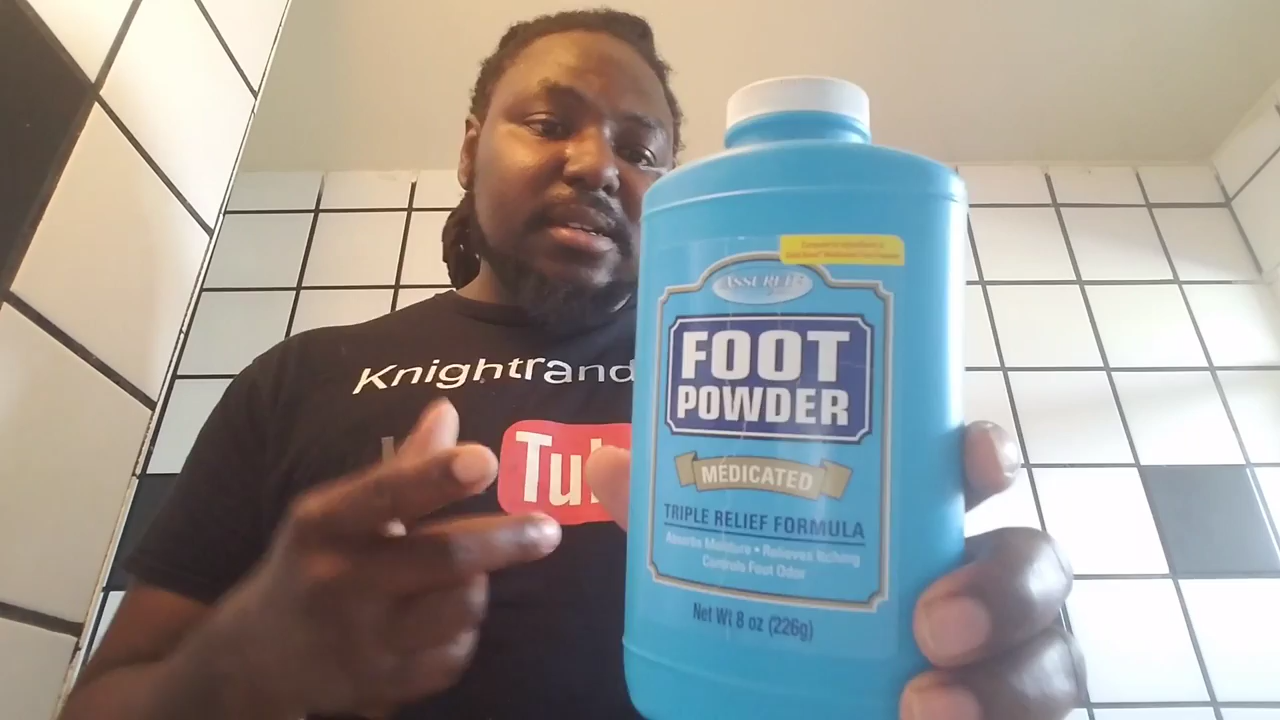 Knightrand
Tub
ASSURED
FOOT
POWDER
MEDICATED
TRIPLE RELIEF FORMULA
Absorbs Moisture • Relieves Itching
Controls Foot Odor
Net Wt 8 oz (226g)